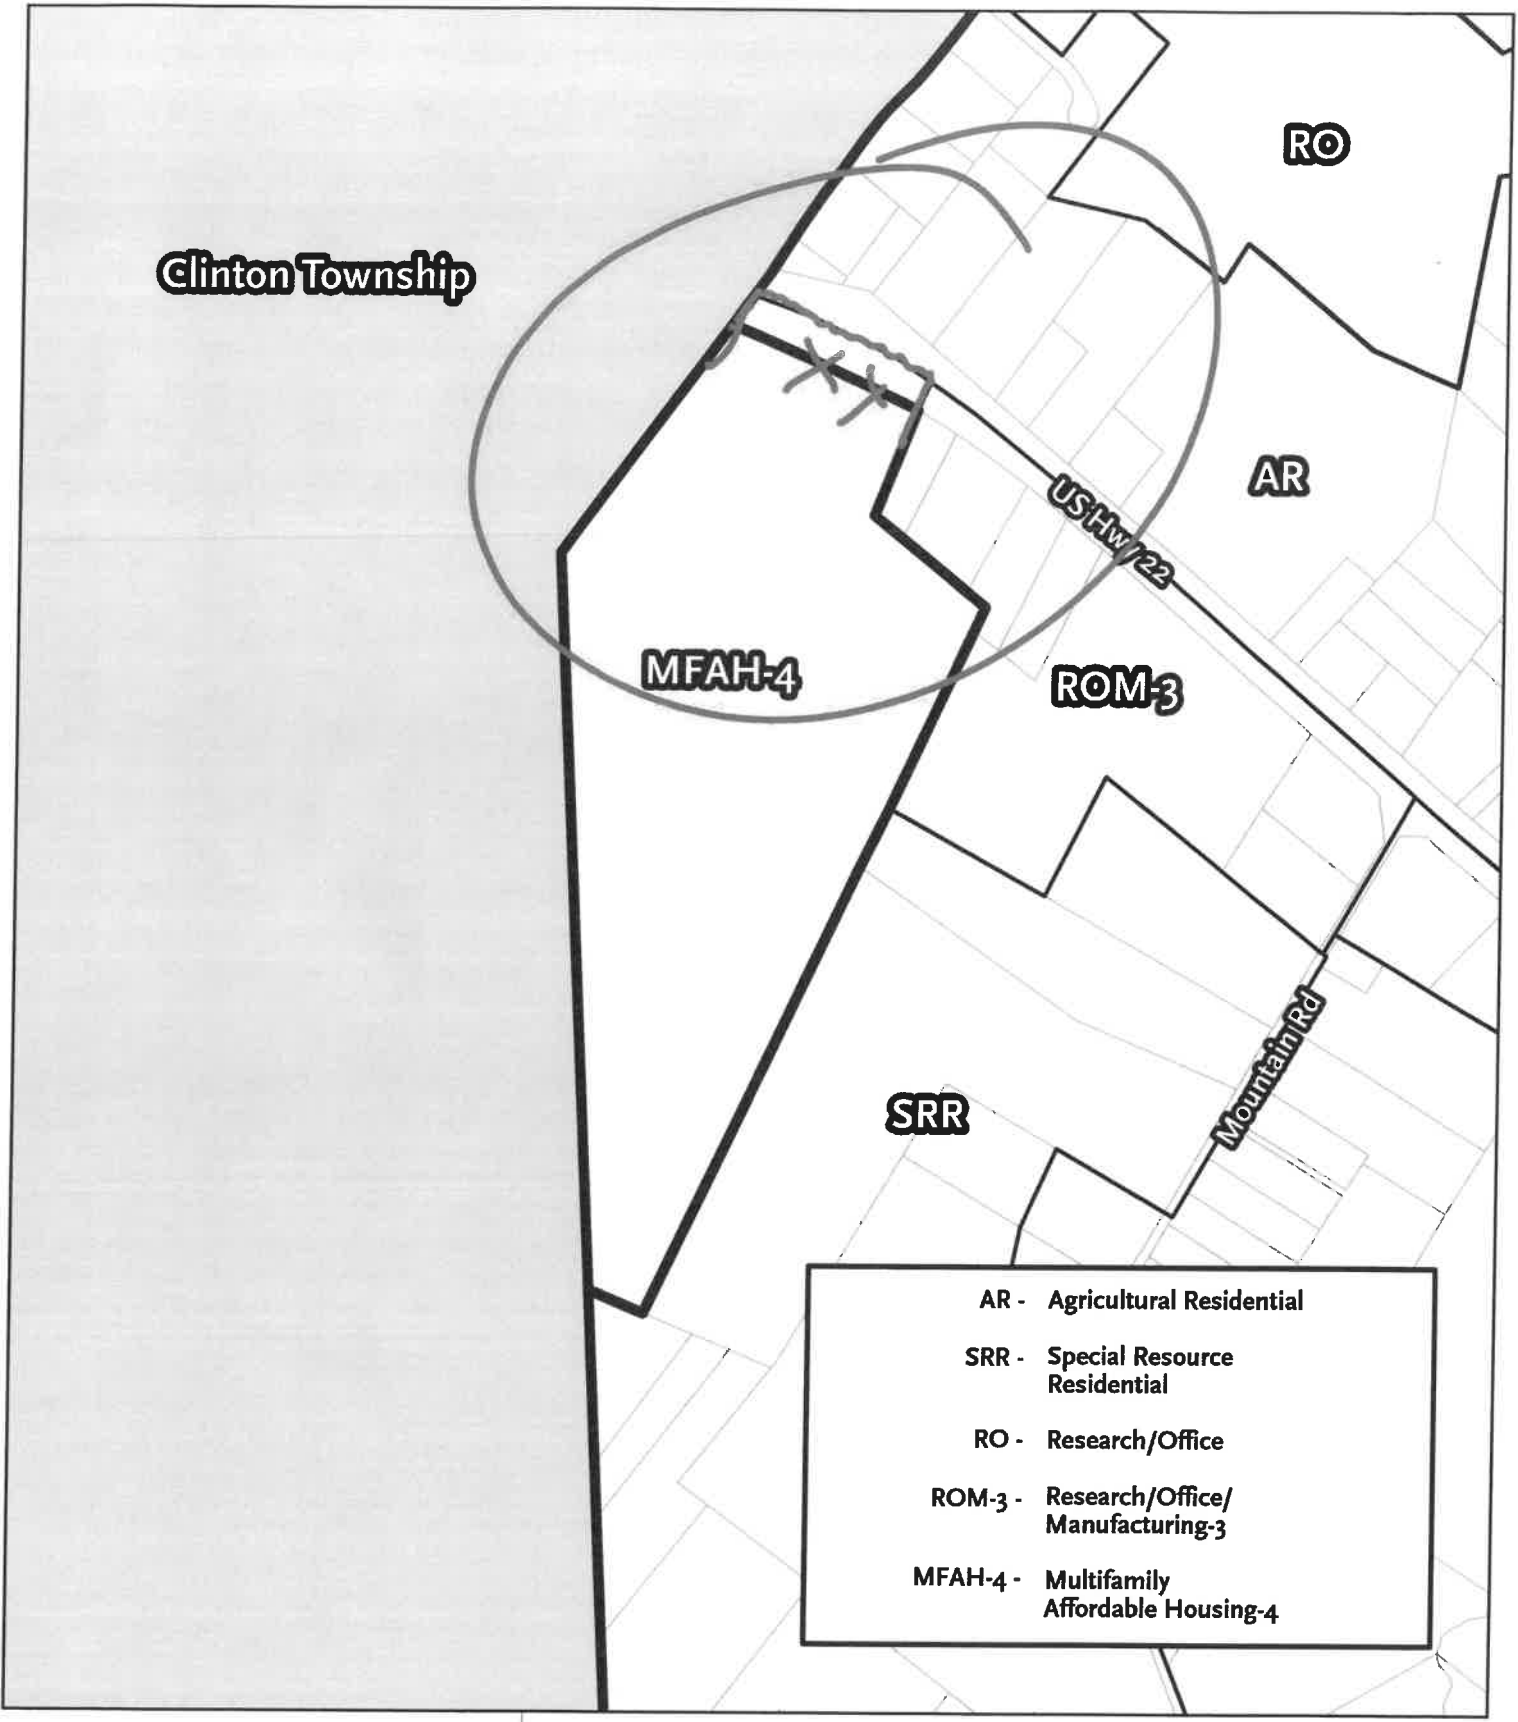 RO
Clinton Township
AR
US Hwy 22
MFAH-4
ROM-3
Mountain Rd
SRR
AR - Agricultural Residential
SRR - Special Resource
Residential
RO - Research/Office
ROM-3 - Research/Office/
Manufacturing-3
MFAH-4 - Multifamily
Affordable Housing-4